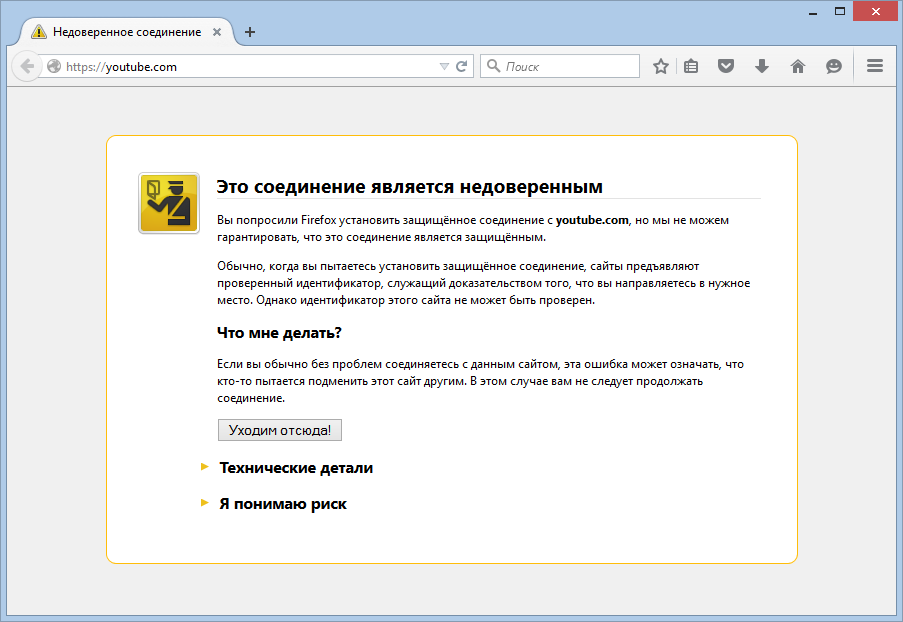 Недоверенное соединение
https://youtube.com
Поиск
Это соединение является недоверенным
Вы попросили Firefox установить защищённое соединение с youtube.com, но мы не можем
гарантировать, что это соединение является защищённым.
Обычно, когда вы пытаетесь установить защищённое соединение, сайты предъявляют
проверенный идентификатор, служащий доказательством того, что вы направляетесь в нужное
место. Однако идентификатор этого сайта не может быть проверен.
Что мне делать?
Если вы обычно без проблем соединяетесь с данным сайтом, эта ошибка может означать, что
кто-то пытается подменить этот сайт другим. В этом случае вам не следует продолжать
соединение.
Уходим отсюда!
Технические детали
Я понимаю риск